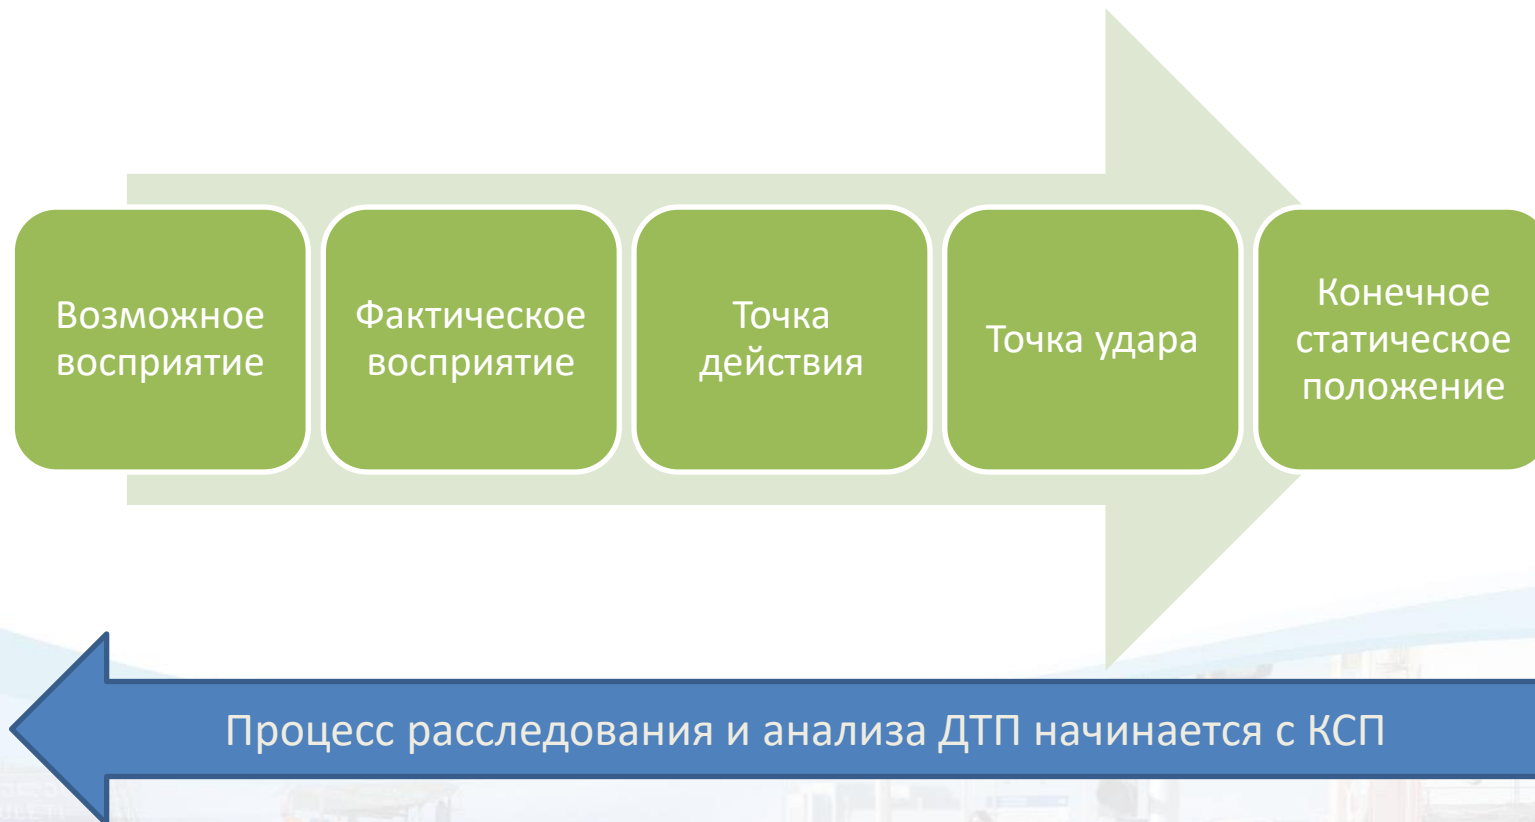 Возможное
восприятие
Фактическое
восприятие
Точка
действия
Точка удара
Конечное
статическое
положение
Процесс расследования и анализа ДТП начинается с КСП